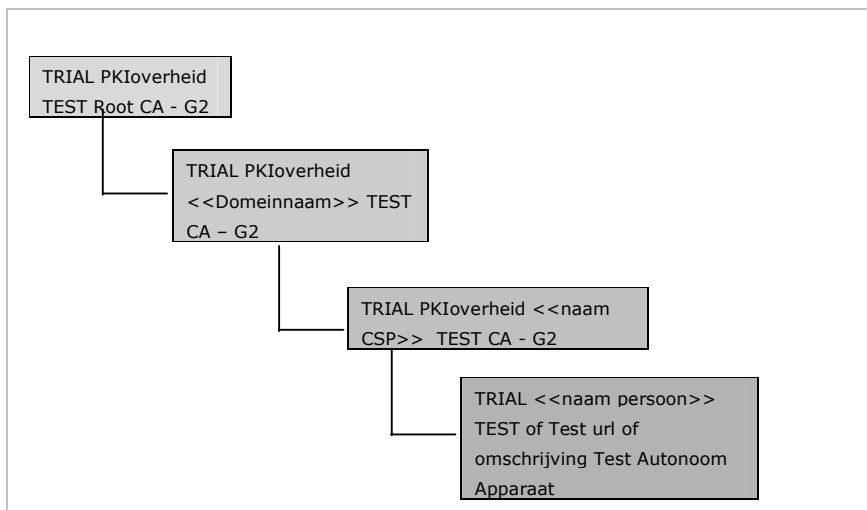 TRIAL PKIoverheid
TEST Root CA - G2
TRIAL PKIoverheid
<<Domeinnaam>> TEST
CA – G2
TRIAL PKIoverheid <<naam
CSP>>  TEST CA - G2
TRIAL <<naam persoon>>
TEST of Test url of
omschrijving Test Autonoom
Apparaat